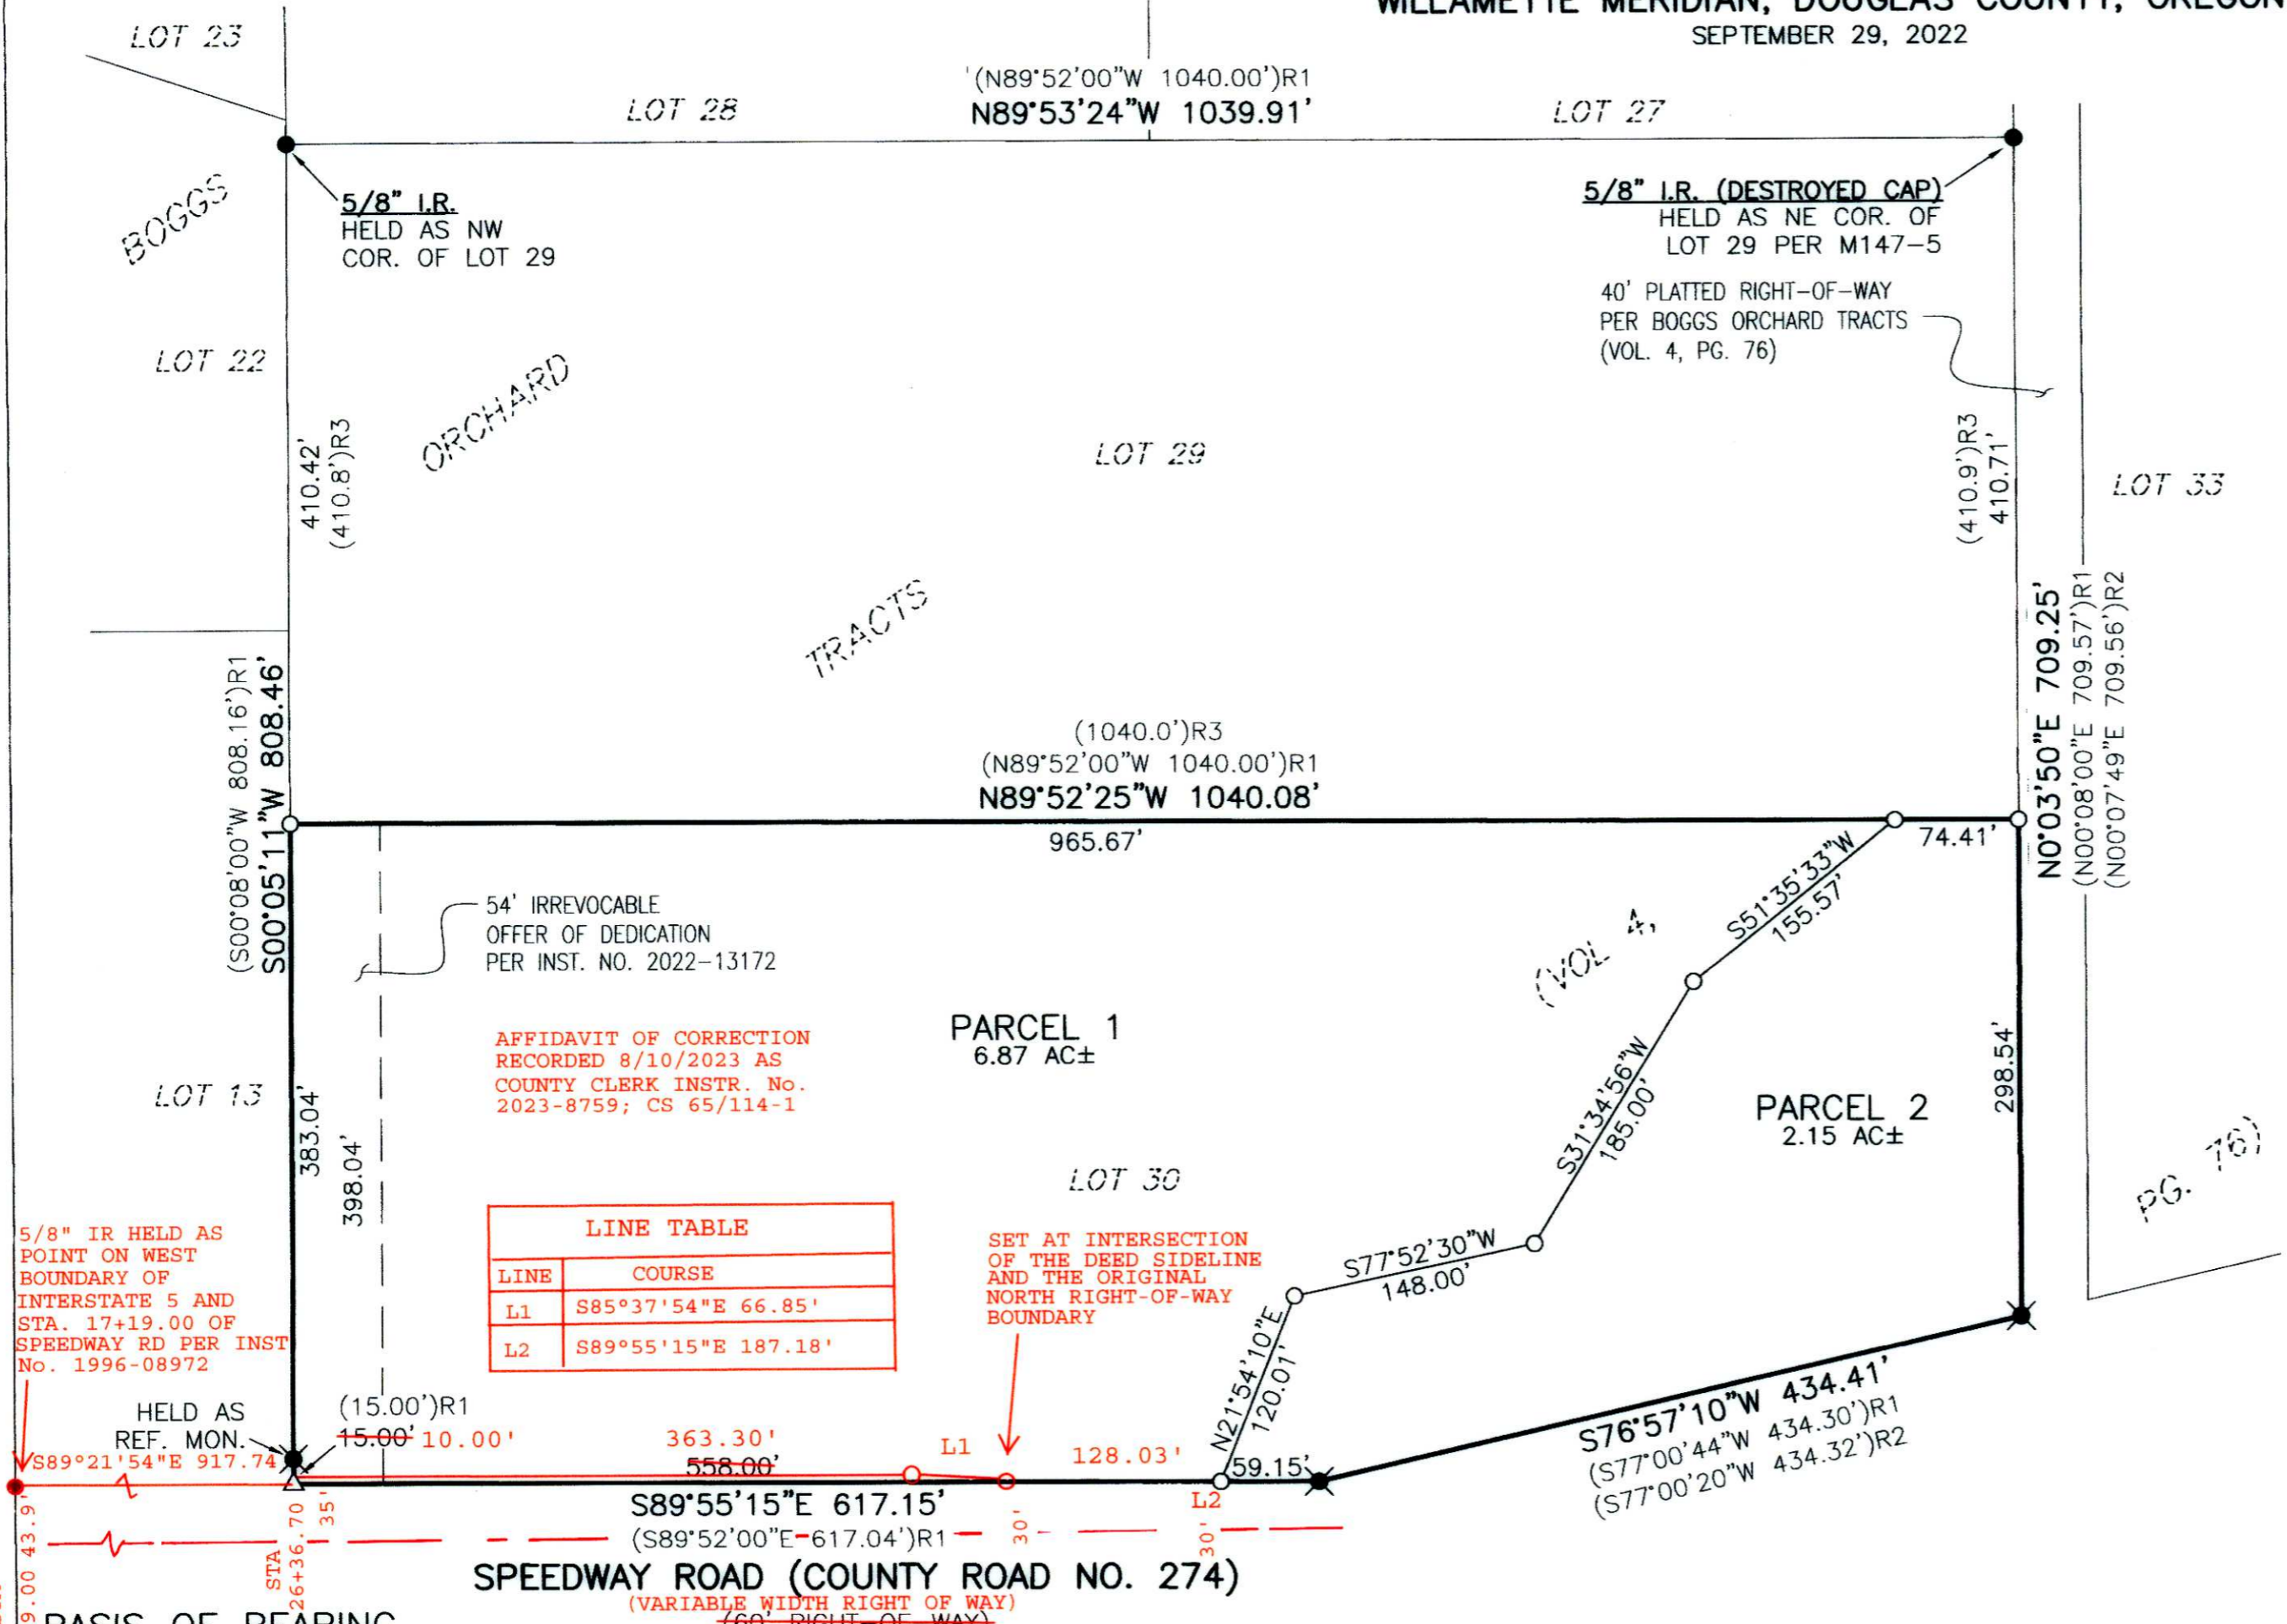 WILLAMETTE MERIDIAN, DOUGLAS COUNTY, OREGON
SEPTEMBER 29, 2022
LOT 23
(N89°52'00"W 1040.00')R1
N89°53'24"W 1039.91'
LOT 28
LOT 27
5/8" I.R.
HELD AS NW
COR. OF LOT 29
5/8" I.R. (DESTROYED CAP)
HELD AS NE COR. OF
LOT 29 PER M147-5
40' PLATTED RIGHT-OF-WAY
PER BOGGS ORCHARD TRACTS
(VOL. 4, PG. 76)
BOGGS
LOT 22
ORCHARD
410.42'
(410.8')R3
LOT 29
(410.9')R3
410.71'
LOT 33
TRACTS
(S00°08'00"W 808.16')R1
S00°05'11"W 808.46'
N0°03'50"E 709.25'
(N00°08'00"E 709.57')R1
(N00°07'49"E 709.56')R2
(1040.0')R3
(N89°52'00"W 1040.00')R1
N89°52'25"W 1040.08'
965.67'
74.41'
54' IRREVOCABLE
OFFER OF DEDICATION
PER INST. NO. 2022-13172
S51°35'33"W
155.57'
(VOL 4,
AFFIDAVIT OF CORRECTION
RECORDED 8/10/2023 AS
COUNTY CLERK INSTR. No.
2023-8759; CS 65/114-1
PARCEL 1
6.87 AC±
S31°34'56"W
185.00'
298.54'
PARCEL 2
2.15 AC±
LOT 13
383.04'
398.04'
LOT 30
PG. 76)
5/8" IR HELD AS
POINT ON WEST
BOUNDARY OF
INTERSTATE 5 AND
STA. 17+19.00 OF
SPEEDWAY RD PER INST
No. 1996-08972
LINE TABLE
LINE COURSE
L1 S85°37'54"E 66.85'
L2 S89°55'15"E 187.18'
SET AT INTERSECTION
OF THE DEED SIDELINE
AND THE ORIGINAL
NORTH RIGHT-OF-WAY
BOUNDARY
S77°52'30"W
148.00'
N21°54'10"E
120.01'
HELD AS
REF. MON.
(15.00')R1
15.00' 10.00'
S89°21'54"E 917.74
363.30'
558.00'
L1
128.03'
59.15'
L2
S76°57'10"W 434.41'
(S77°00'44"W 434.30')R1
(S77°00'20"W 434.32')R2
S89°55'15"E 617.15'
(S89°52'00"E 617.04')R1
9.00 43.9'
STA
26+36.70
35'
30'
30'
SPEEDWAY ROAD (COUNTY ROAD NO. 274)
(VARIABLE WIDTH RIGHT OF WAY)
(60' RIGHT-OF-WAY)
BASIS OF BEARING